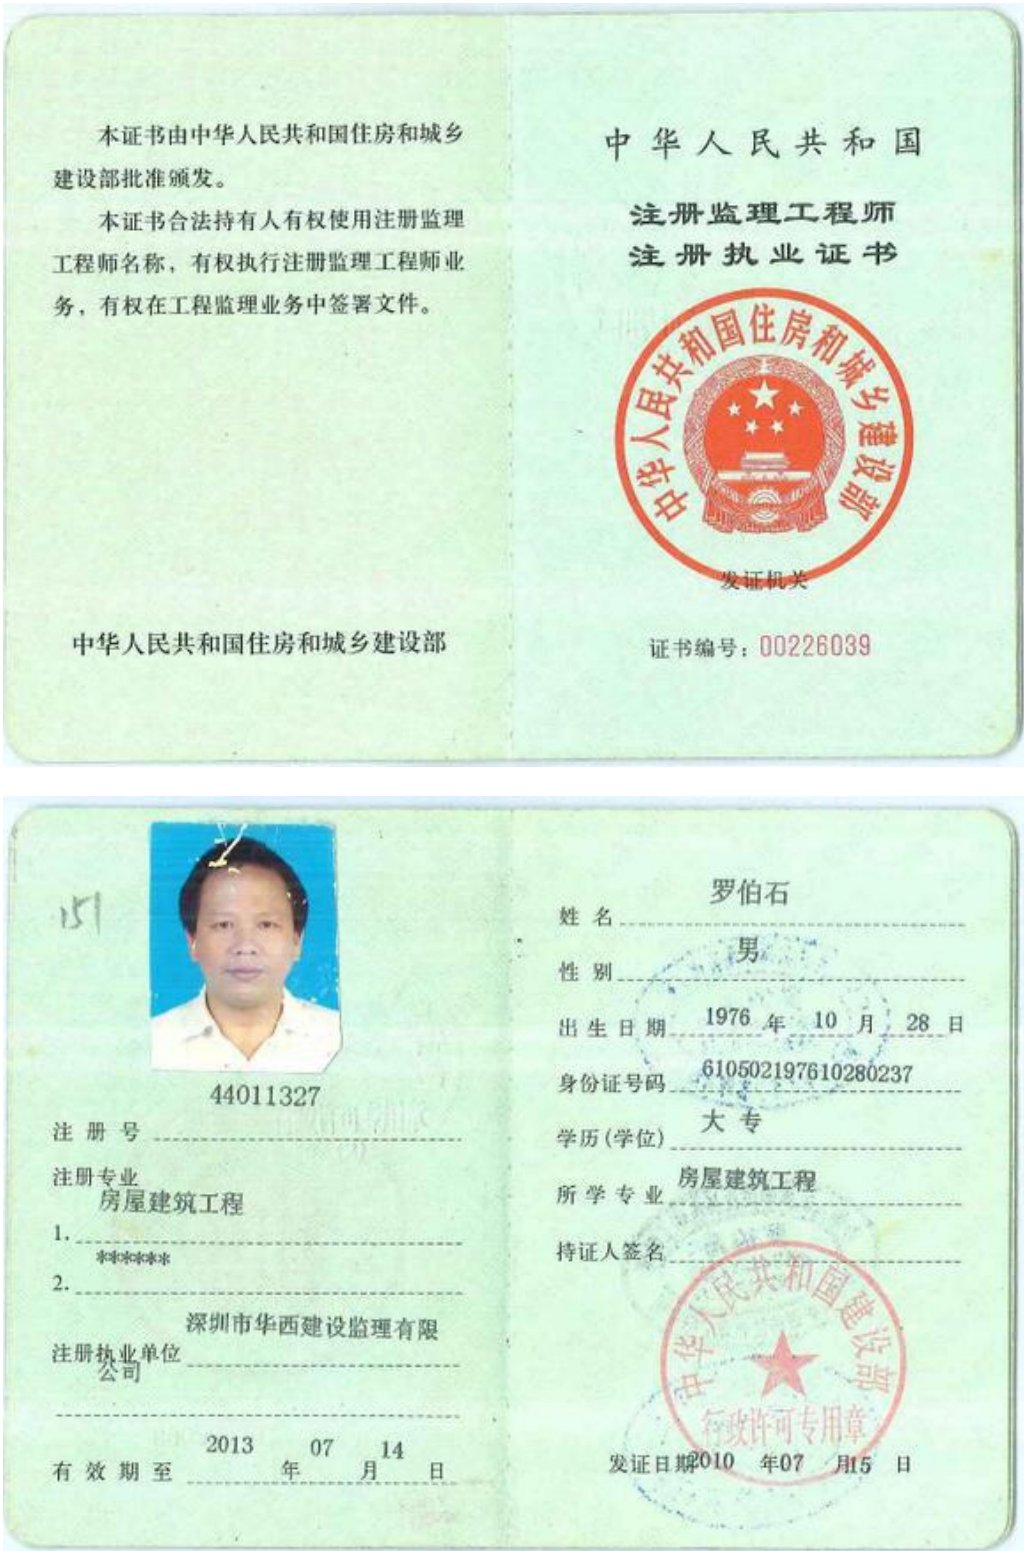 本证书由中华人民共和国住房和城乡
建设部批准颁发。
本证书合法持有人有权使用注册监理
工程师名称，有权执行注册监理工程师业
务，有权在工程监理业务中签署文件。
中华人民共和国住房和城乡建设部
中华人民共和国
注册监理工程师
注册执业证书
中华人民共和国住房和城乡建设部
发证机关
证书编号：00226039
151
44011327
注 册 号
注册专业
房屋建筑工程
1.
******
2.
深圳市华西建设监理有限
注册执业单位
公司
2013 07 14
有 效 期 至 年 月 日
罗伯石
姓 名
男
性 别
出 生 日 期 1976 年 10 月 28 日
身份证号码 610502197610280237
学历(学位) 大 专
所 学 专 业 房屋建筑工程
持证人签名
中华人民共和国建设部
行政许可专用章
发证日期2010 年07 月15 日